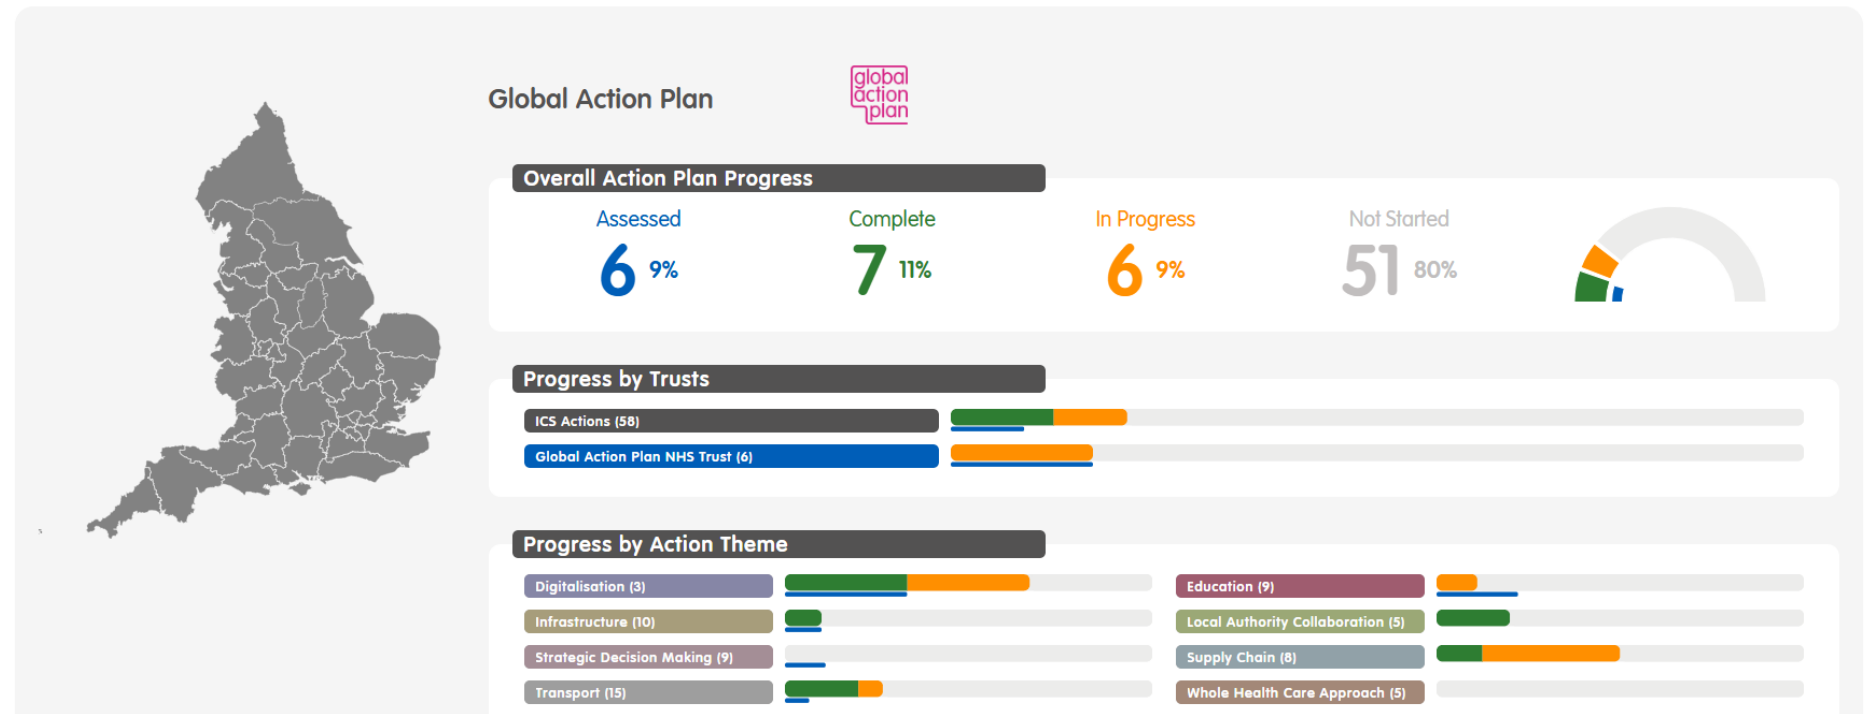 Global Action Plan
global
action
plan
Overall Action Plan Progress
Assessed
6 9%
Complete
7 11%
In Progress
6 9%
Not Started
51 80%
Progress by Trusts
ICS Actions (58)
Global Action Plan NHS Trust (6)
Progress by Action Theme
Digitalisation (3)
Education (9)
Infrastructure (10)
Local Authority Collaboration (5)
Strategic Decision Making (9)
Supply Chain (8)
Transport (15)
Whole Health Care Approach (5)